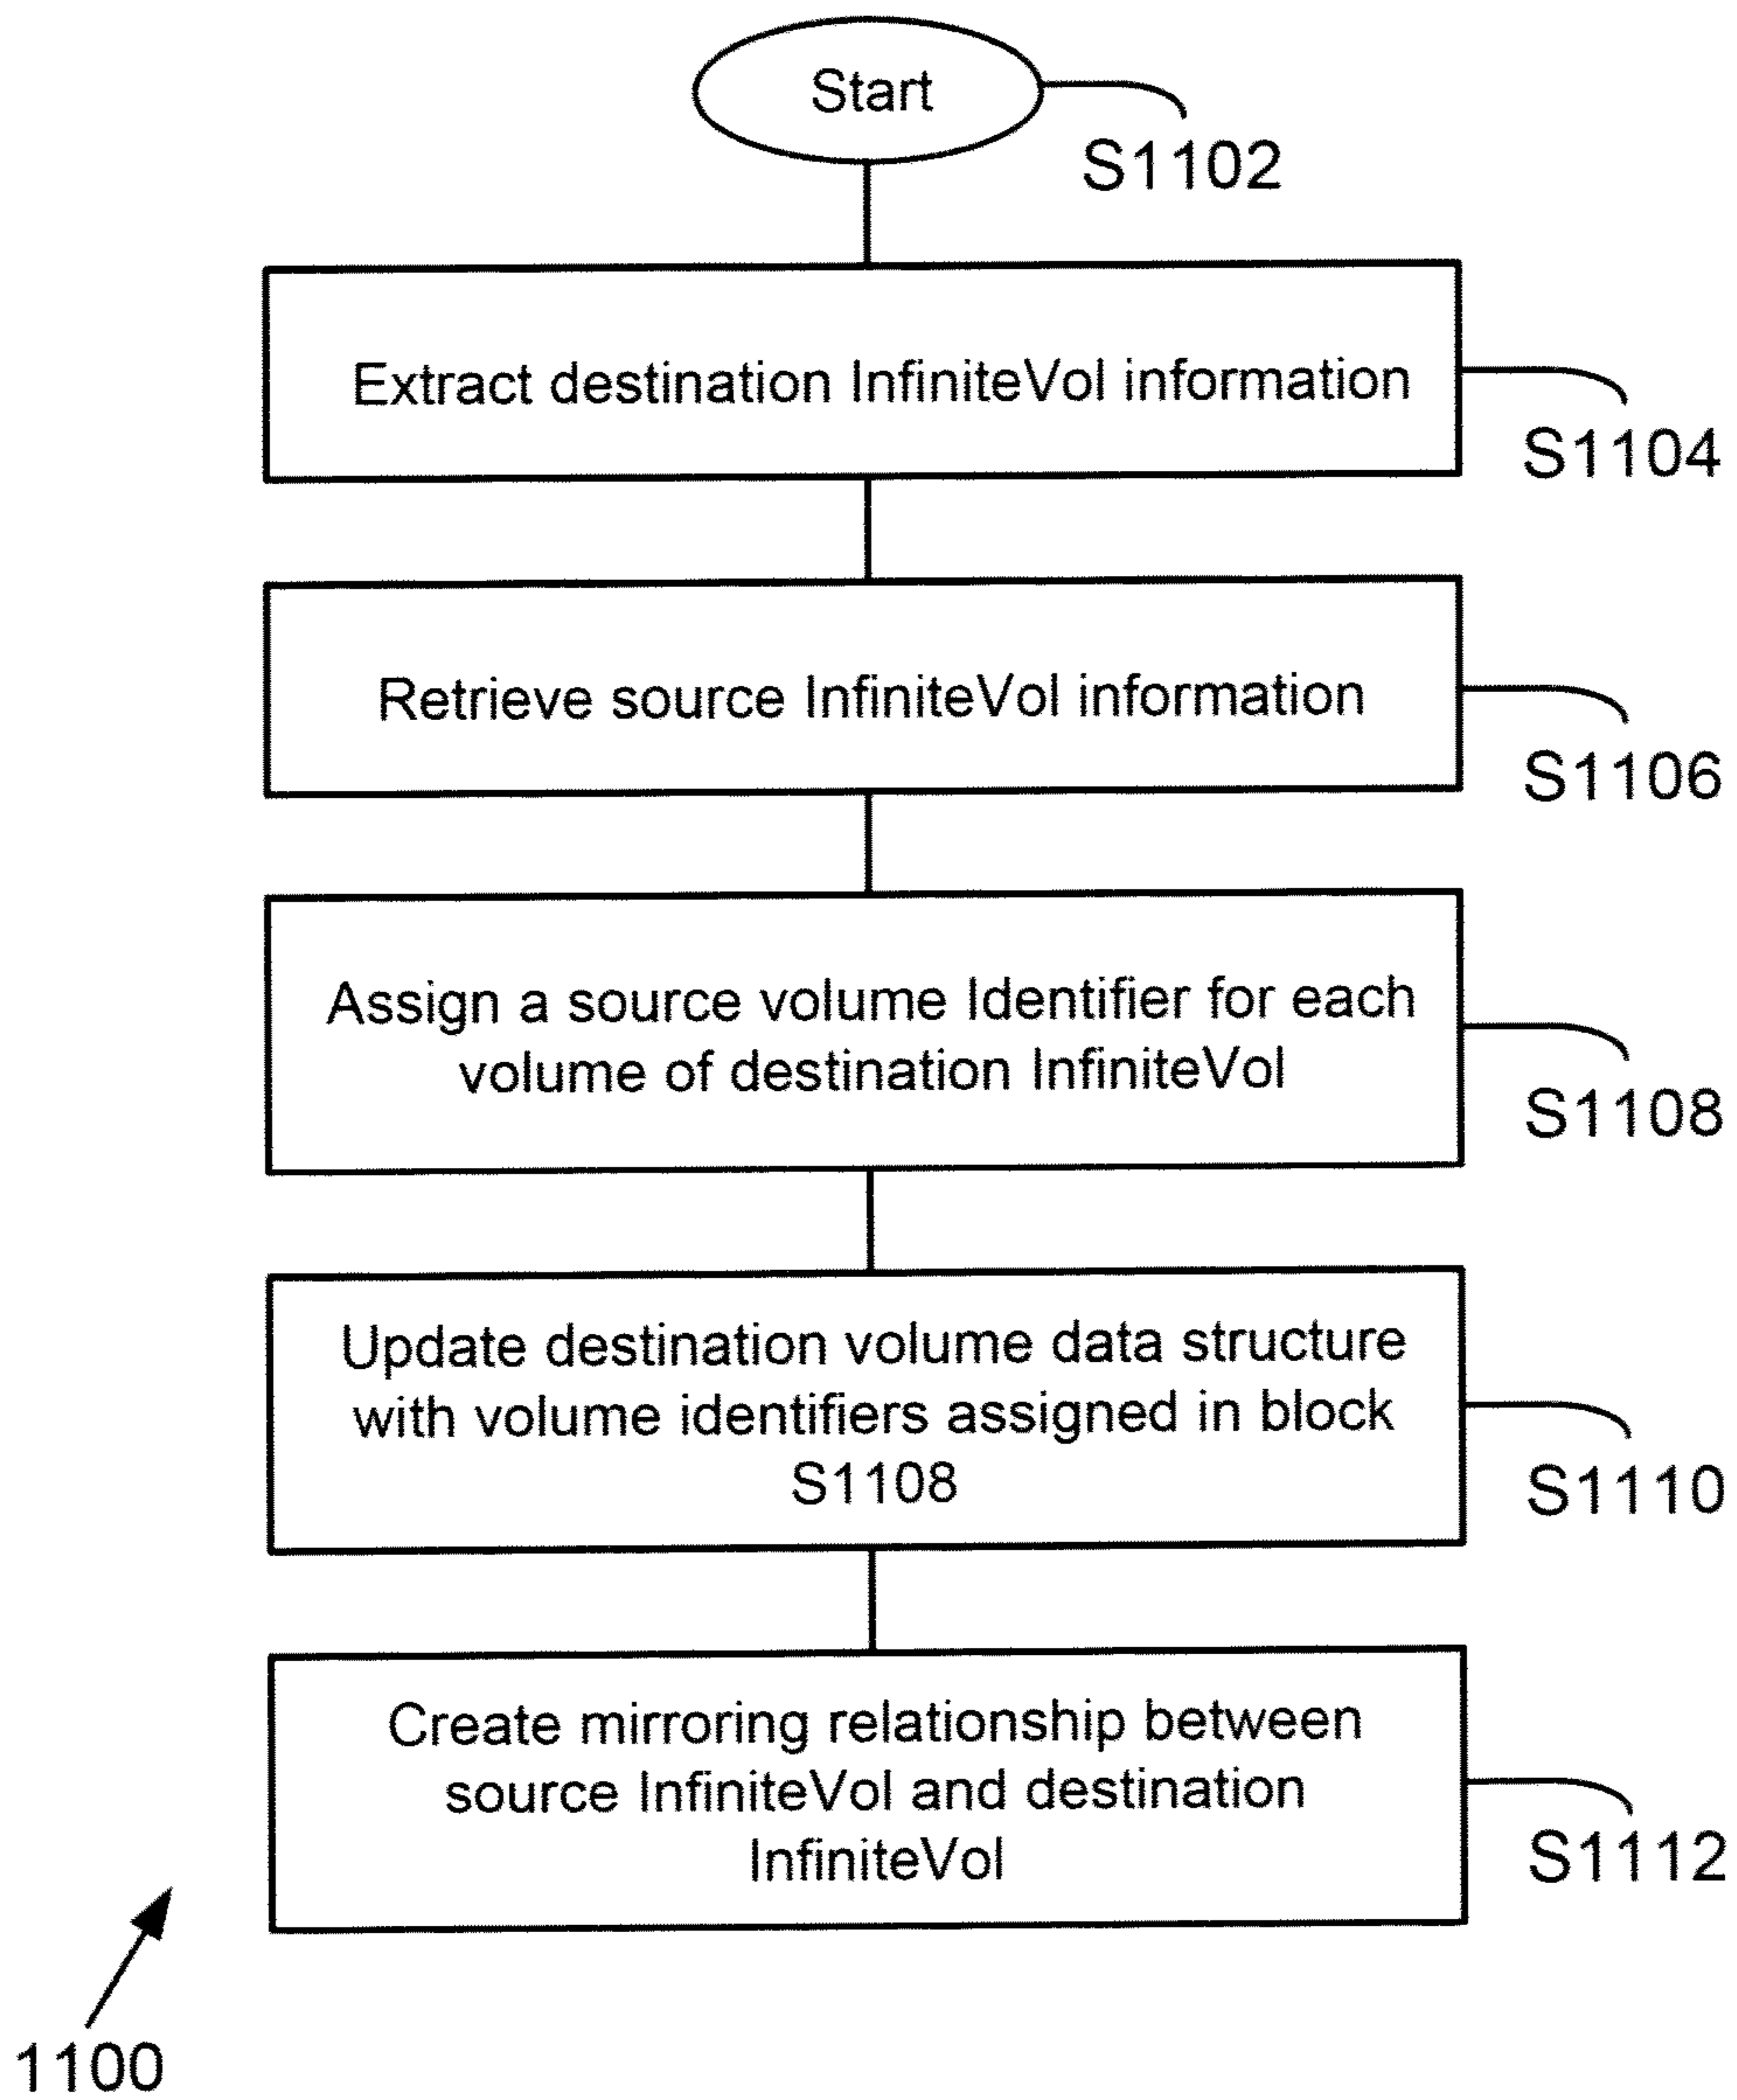 Start
S1102
Extract destination InfiniteVol information
S1104
Retrieve source InfiniteVol information
S1106
Assign a source volume Identifier for each
volume of destination InfiniteVol
S1108
Update destination volume data structure
with volume identifiers assigned in block
S1108
S1110
Create mirroring relationship between
source InfiniteVol and destination
InfiniteVol
S1112
1100